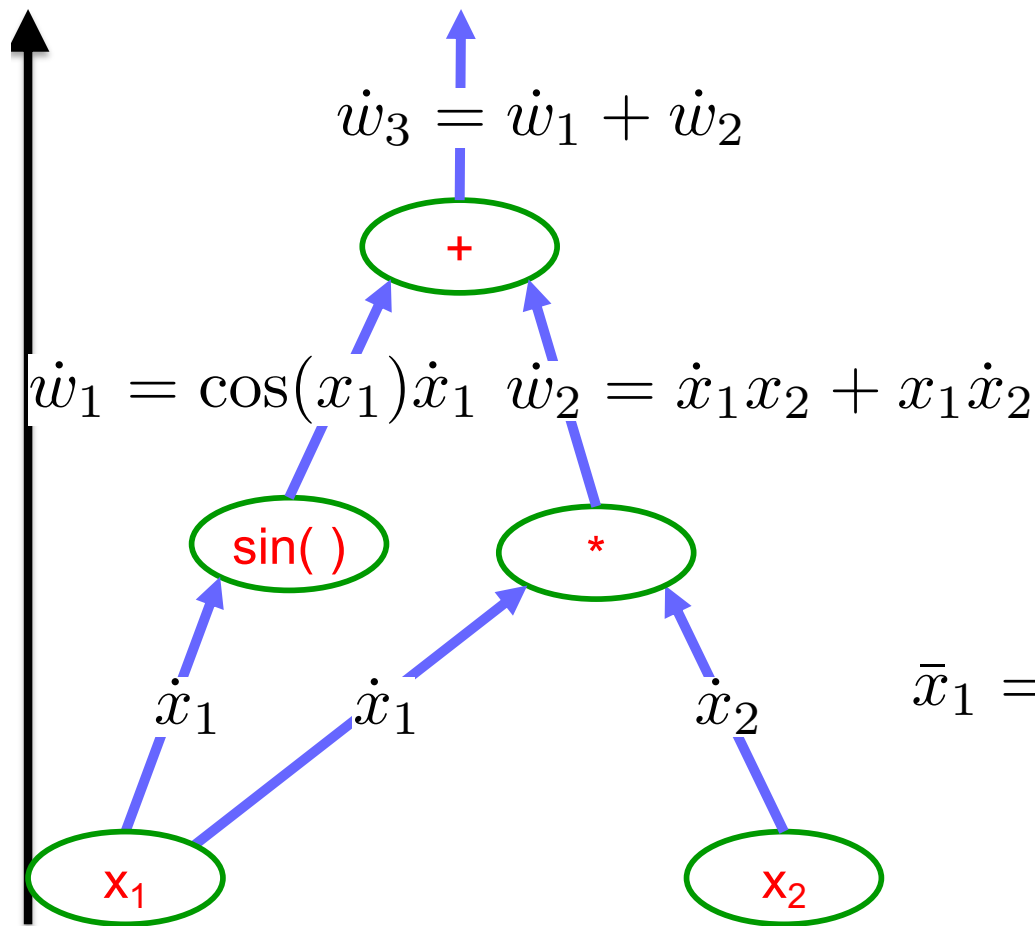 ẇ₃ = ẇ₁ + ẇ₂
+
ẇ₁ = cos(x₁)ẋ₁ ẇ₂ = ẋ₁x₂ + x₁ẋ₂
sin( ) *
ẋ₁ ẋ₁ ẋ₂ x̄₁ =
x₁ x₂